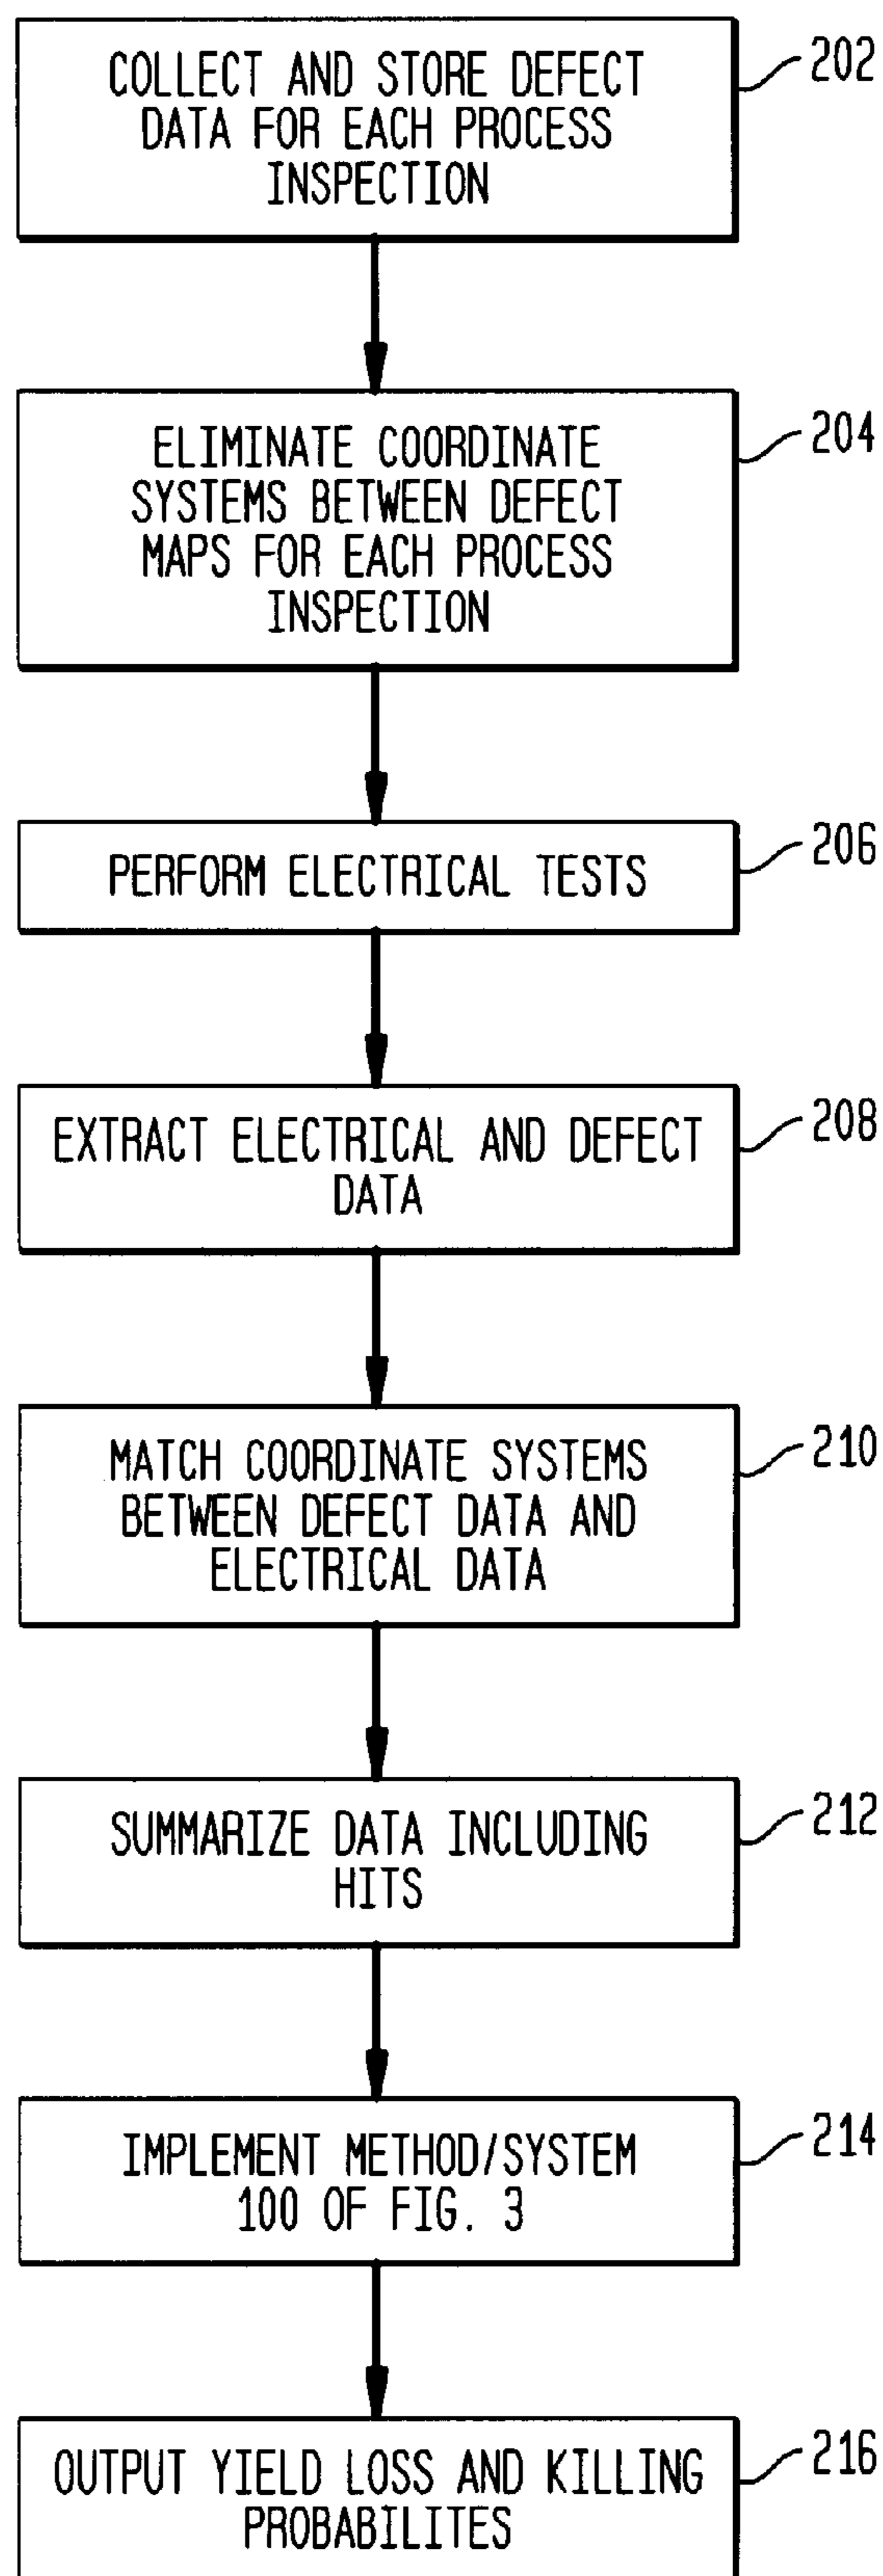 COLLECT AND STORE DEFECT
DATA FOR EACH PROCESS
INSPECTION
202
ELIMINATE COORDINATE
SYSTEMS BETWEEN DEFECT
MAPS FOR EACH PROCESS
INSPECTION
204
PERFORM ELECTRICAL TESTS
206
EXTRACT ELECTRICAL AND DEFECT
DATA
208
MATCH COORDINATE SYSTEMS
BETWEEN DEFECT DATA AND
ELECTRICAL DATA
210
SUMMARIZE DATA INCLUDING
HITS
212
IMPLEMENT METHOD/SYSTEM
100 OF FIG. 3
214
OUTPUT YIELD LOSS AND KILLING
PROBABILITES
216